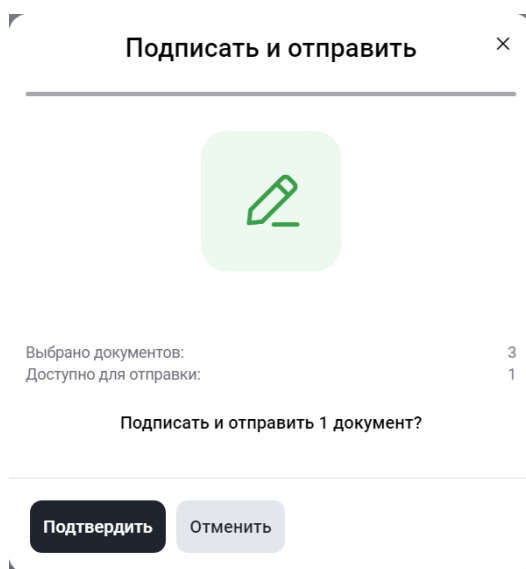 Подписать и отправить
Выбрано документов: 3
Доступно для отправки: 1
Подписать и отправить 1 документ?
Подтвердить Отменить